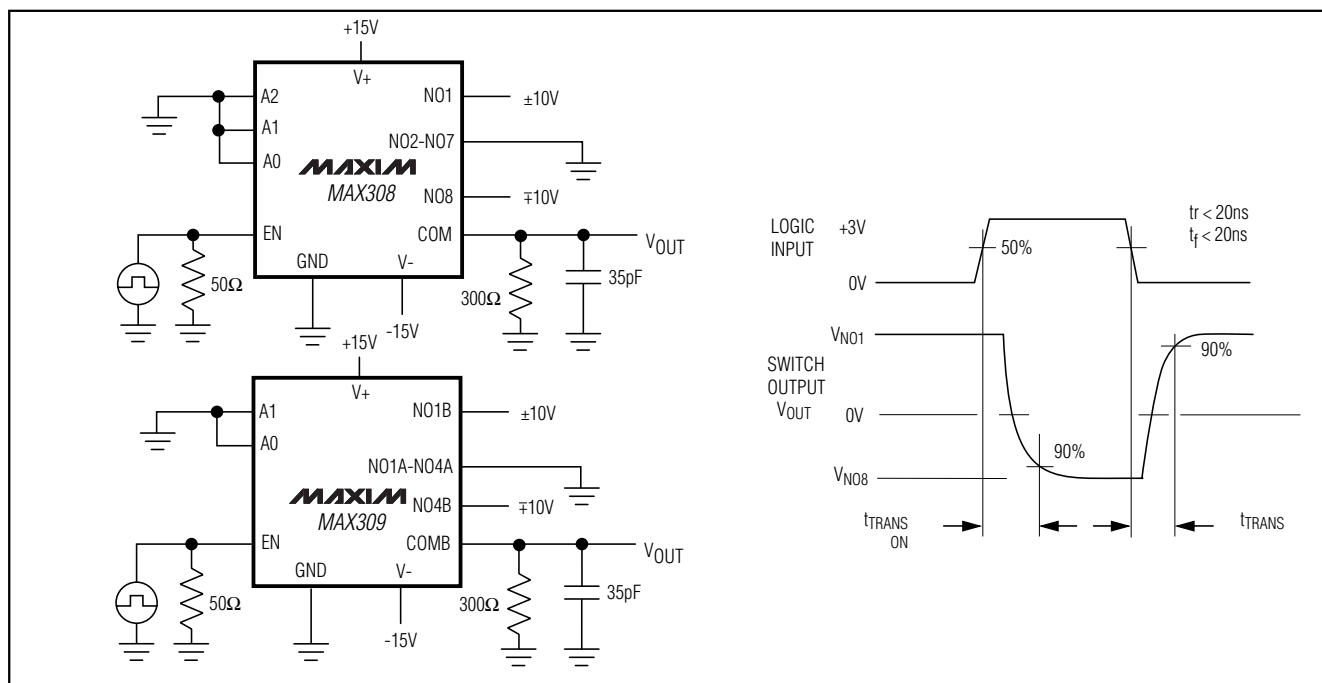 +15V
V+
A2
A1
A0
NO1
±10V
NO2-NO7
MAXIM
MAX308
NO8
∓10V
EN
COM
VOUT
GND
V-
50Ω
300Ω
35pF
-15V
+15V
V+
A1
A0
NO1B
±10V
NO1A-NO4A
MAXIM
MAX309
NO4B
∓10V
EN
COMB
VOUT
GND
V-
50Ω
300Ω
35pF
-15V
LOGIC
INPUT
+3V
50%
tr < 20ns
tf < 20ns
0V
VNO1
90%
SWITCH
OUTPUT
VOUT
0V
90%
VNO8
tTRANS
ON
tTRANS